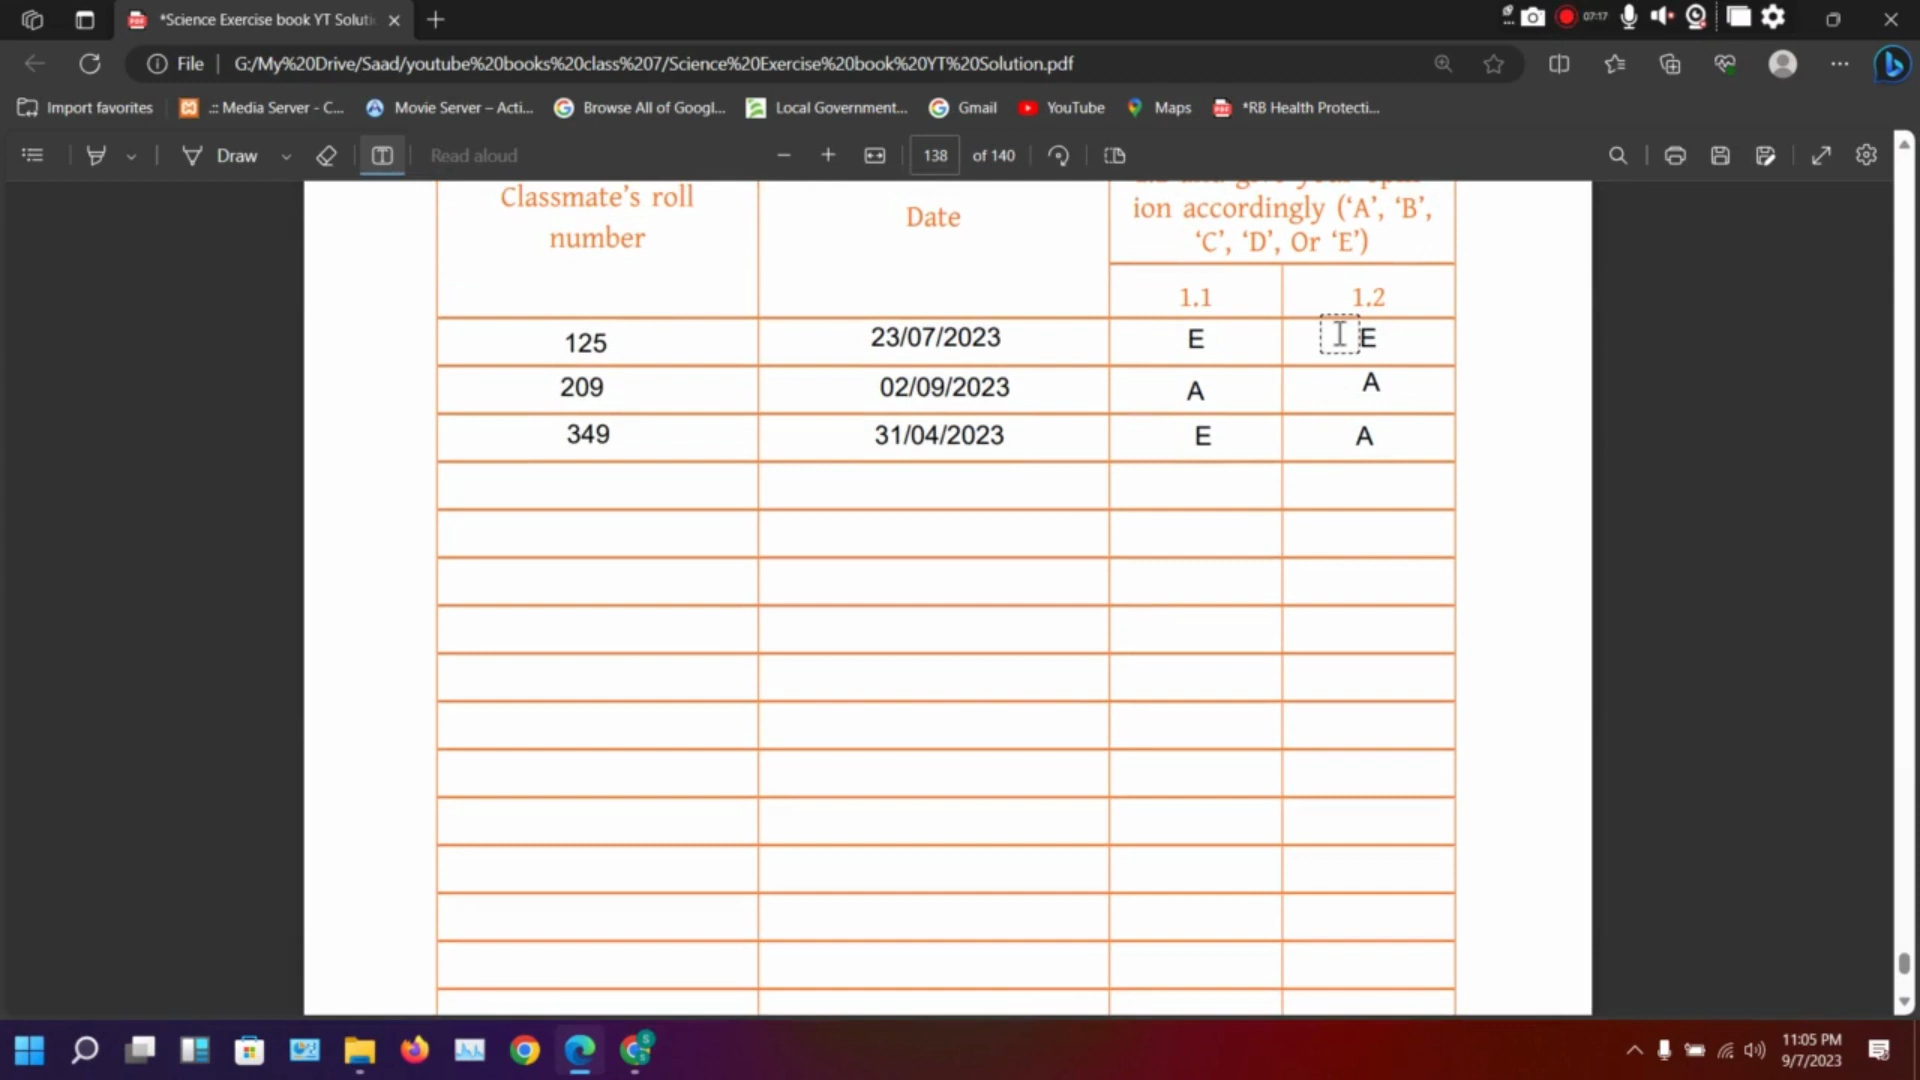 *Science Exercise book YT Soluti
07:17
File
G:/My%20Drive/Saad/youtube%20books%20class%207/Science%20Exercise%20book%20YT%20Solution.pdf
Import favorites
.:: Media Server - C...
Movie Server – Acti...
Browse All of Googl...
Local Government...
Gmail
YouTube
Maps
*RB Health Protecti...
Draw
Read aloud
138 of 140
Classmate’s roll
number
Date
ion accordingly (‘A’, ‘B’,
‘C’, ‘D’, Or ‘E’)
1.1 1.2
125 23/07/2023 E E
209 02/09/2023 A A
349 31/04/2023 E A
11:05 PM
9/7/2023